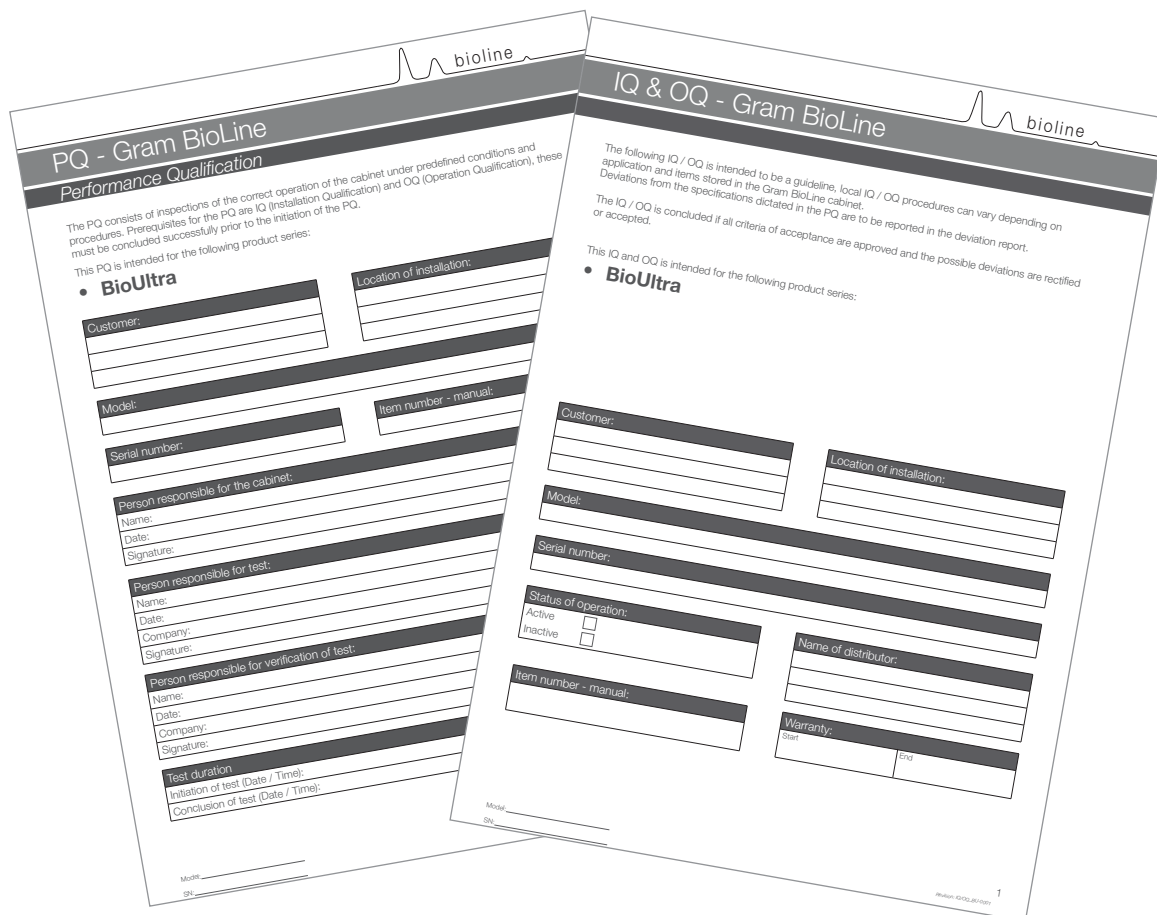 bioline
PQ - Gram BioLine
Performance Qualification
The PQ consists of inspections of the correct operation of the cabinet under predefined conditions and
procedures. Prerequisites for the PQ are IQ (Installation Qualification) and OQ (Operation Qualification), these
must be concluded successfully prior to the initiation of the PQ.
This PQ is intended for the following product series:
• BioUltra
Customer:
Location of installation:
Model:
Serial number:
Item number - manual:
Person responsible for the cabinet:
Name:
Date:
Signature:
Person responsible for test:
Name:
Date:
Company:
Signature:
Person responsible for verification of test:
Name:
Date:
Company:
Signature:
Test duration
Initiation of test (Date / Time):
Conclusion of test (Date / Time):
Model:
SN:
bioline
IQ & OQ - Gram BioLine
The following IQ / OQ is intended to be a guideline, local IQ / OQ procedures can vary depending on
application and items stored in the Gram BioLine cabinet.
Deviations from the specifications dictated in the PQ are to be reported in the deviation report.
The IQ / OQ is concluded if all criteria of acceptance are approved and the possible deviations are rectified
or accepted.
This IQ and OQ is intended for the following product series:
• BioUltra
Customer:
Location of installation:
Model:
Serial number:
Status of operation:
Active
Inactive
Name of distributor:
Item number - manual:
Warranty:
Start
End
Model:
SN:
1